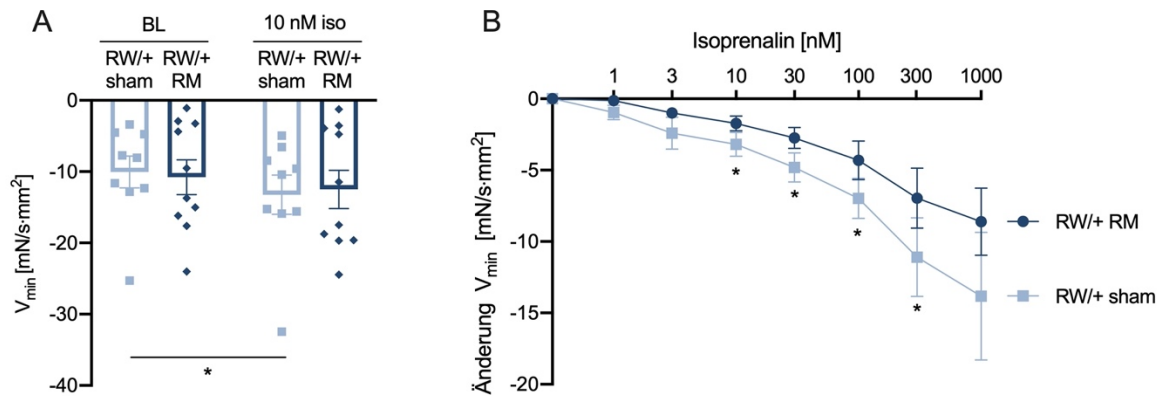 A
BL
10 nM iso
RW/+ RW/+ RW/+ RW/+
sham RM sham RM
0
-10
-20
-30
-40
Vmin [mN/s·mm²]
*
B
Isoprenalin [nM]
1 3 10 30 100 300 1000
0
-5
-10
-15
-20
Änderung Vmin [mN/s·mm²]
* * * *
RW/+ RM
RW/+ sham